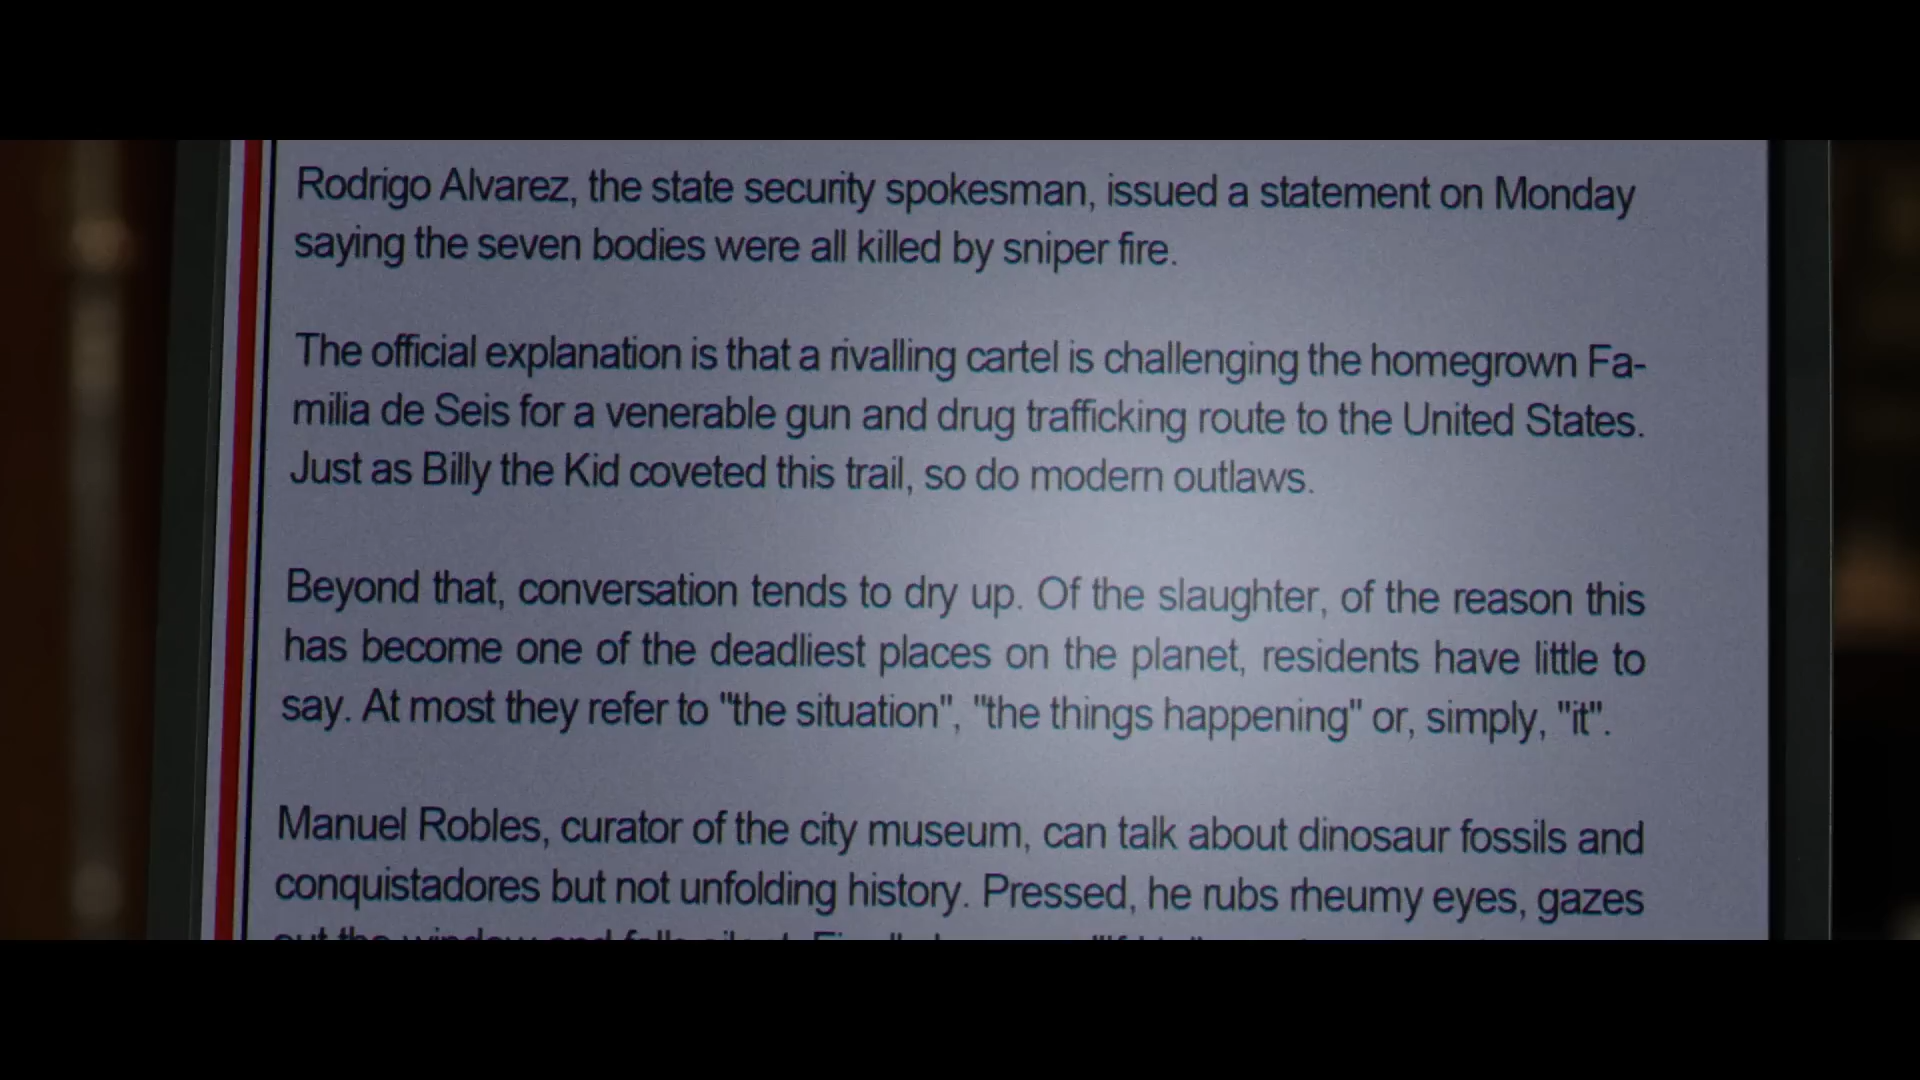 Rodrigo Alvarez, the state security spokesman, issued a statement on Monday
saying the seven bodies were all killed by sniper fire.
The official explanation is that a rivalling cartel is challenging the homegrown Fa-
milia de Seis for a venerable gun and drug trafficking route to the United States.
Just as Billy the Kid coveted this trail, so do modern outlaws.
Beyond that, conversation tends to dry up. Of the slaughter, of the reason this
has become one of the deadliest places on the planet, residents have little to
say. At most they refer to "the situation", "the things happening" or, simply, "it".
Manuel Robles, curator of the city museum, can talk about dinosaur fossils and
conquistadores but not unfolding history. Pressed, he rubs rheumy eyes, gazes
out the window and falls silent.